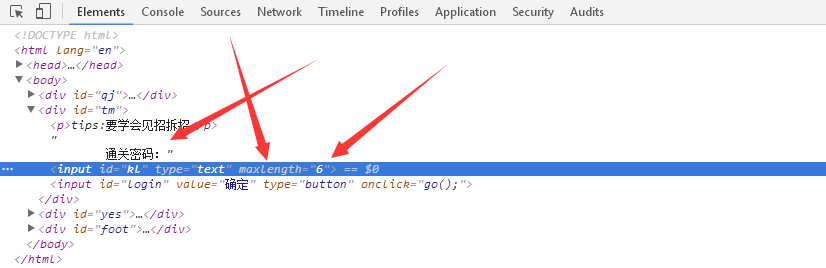 Elements Console Sources Network Timeline Profiles Application Security Audits
<!DOCTYPE html>
<html lang="en">
<head>…</head>
<body>
<div id="qj">…</div>
<div id="tm">
<p>tips:要学会见招拆招</p>
"
通关密码："
… <input id="kl" type="text" maxlength="6"> == $0
<input id="login" value="确定" type="button" onclick="go();">
</div>
<div id="yes">…</div>
<div id="foot">…</div>
</body>
</html>